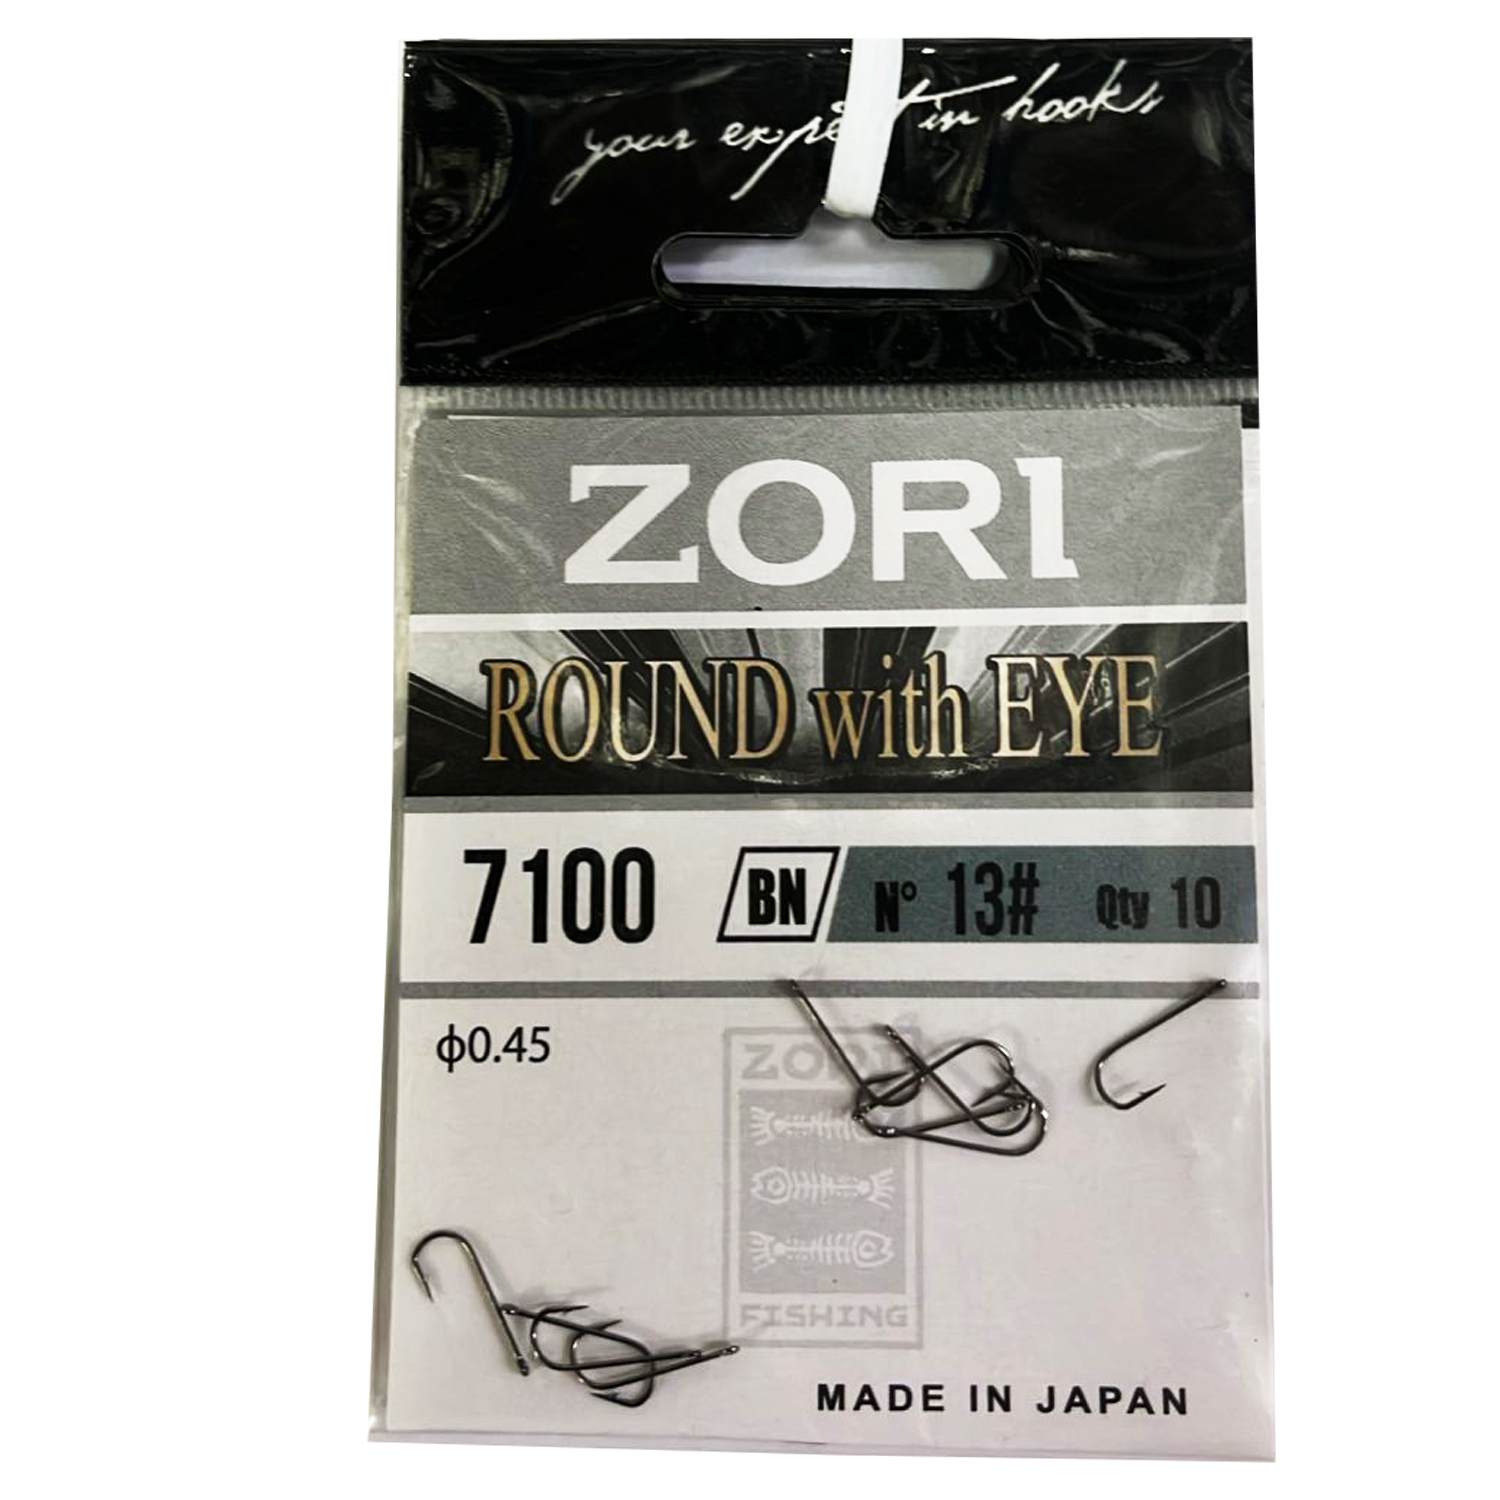 your expert in hooks
ZORI
ROUND with EYE
7100 BN N° 13# Qty 10
ϕ0.45
ZORI
FISHING
MADE IN JAPAN